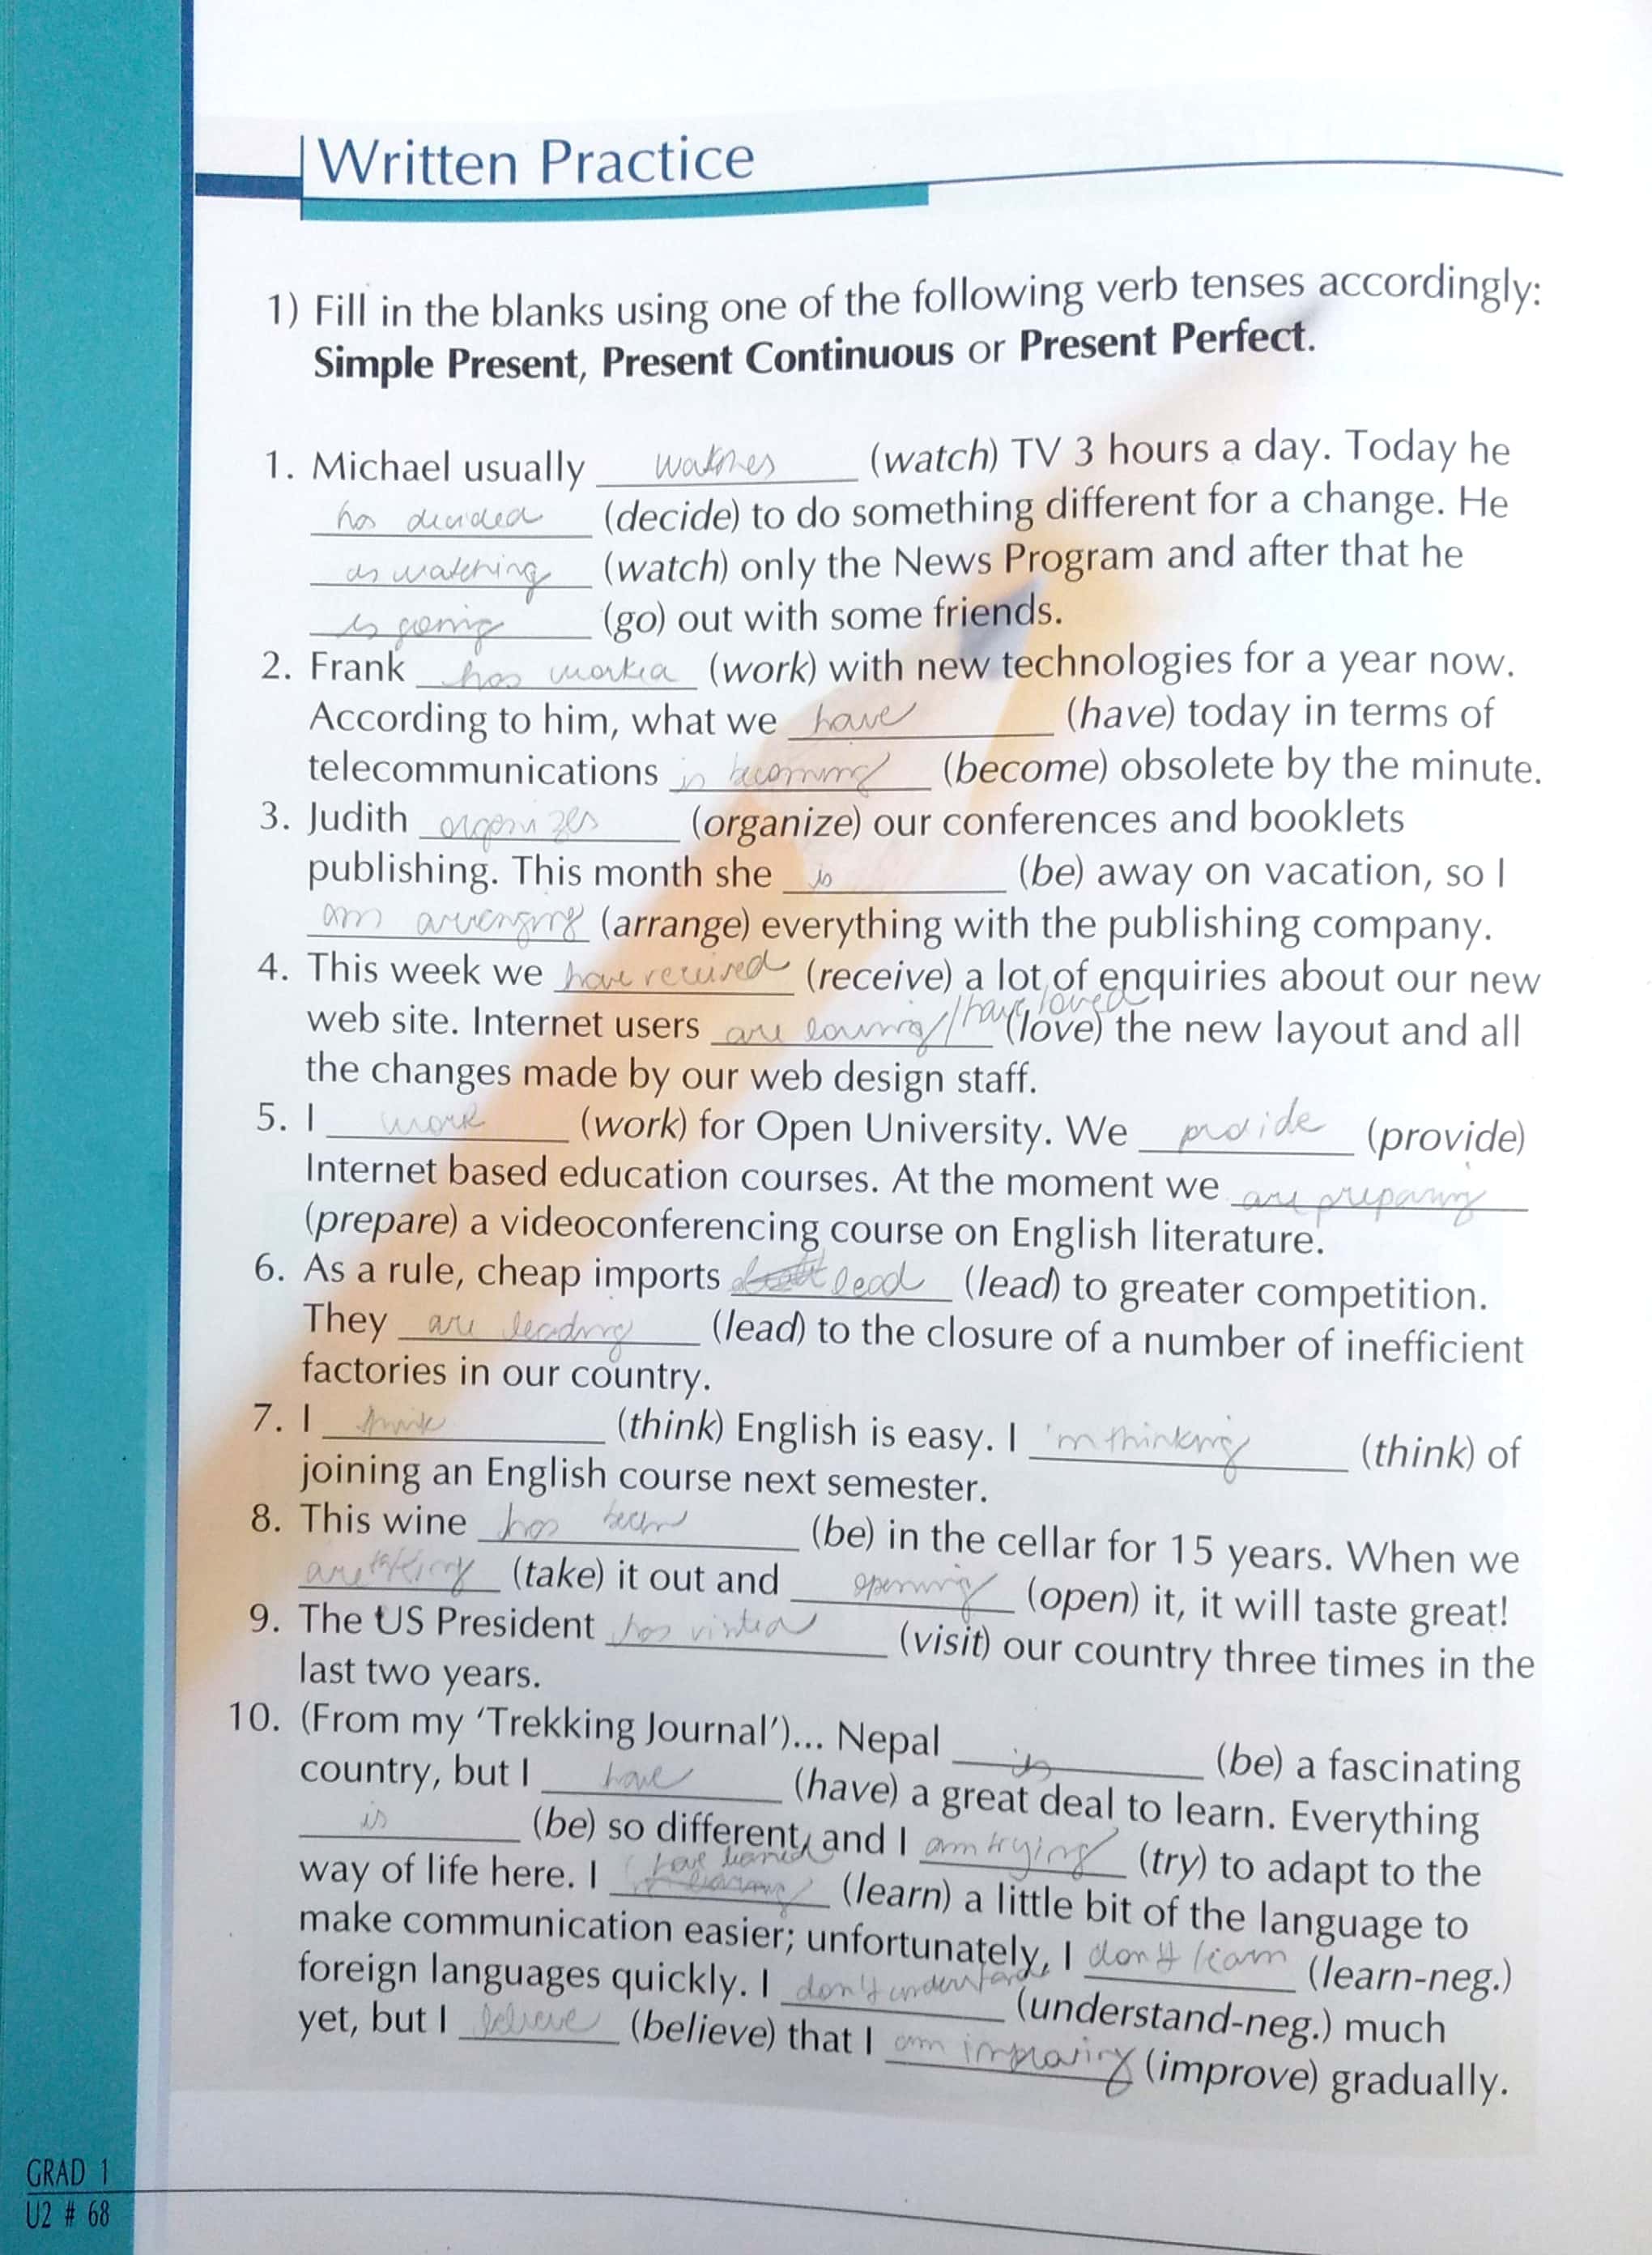 Written Practice
1) Fill in the blanks using one of the following verb tenses accordingly:
Simple Present, Present Continuous or Present Perfect.
1. Michael usually watches (watch) TV 3 hours a day. Today he
has decided (decide) to do something different for a change. He
is watching (watch) only the News Program and after that he
is going (go) out with some friends.
2. Frank has worked (work) with new technologies for a year now.
According to him, what we have (have) today in terms of
telecommunications is becoming (become) obsolete by the minute.
3. Judith organizes (organize) our conferences and booklets
publishing. This month she is (be) away on vacation, so I
am arrenging (arrange) everything with the publishing company.
4. This week we have received (receive) a lot of enquiries about our new
web site. Internet users are loving / have loved (love) the new layout and all
the changes made by our web design staff.
5. I work (work) for Open University. We provide (provide)
Internet based education courses. At the moment we are preparing
(prepare) a videoconferencing course on English literature.
6. As a rule, cheap imports lead (lead) to greater competition.
They are leading (lead) to the closure of a number of inefficient
factories in our country.
7. I think (think) English is easy. I 'm thinking (think) of
joining an English course next semester.
8. This wine has been (be) in the cellar for 15 years. When we
are taking (take) it out and opening (open) it, it will taste great!
9. The US President has visited (visit) our country three times in the
last two years.
10. (From my ‘Trekking Journal’)... Nepal is (be) a fascinating
country, but I have (have) a great deal to learn. Everything
is (be) so different, and I am trying (try) to adapt to the
way of life here. I have learned (learn) a little bit of the language to
make communication easier; unfortunately, I don't learn (learn-neg.)
foreign languages quickly. I don't understand (understand-neg.) much
yet, but I believe (believe) that I am improving (improve) gradually.
GRAD 1
U2 # 68